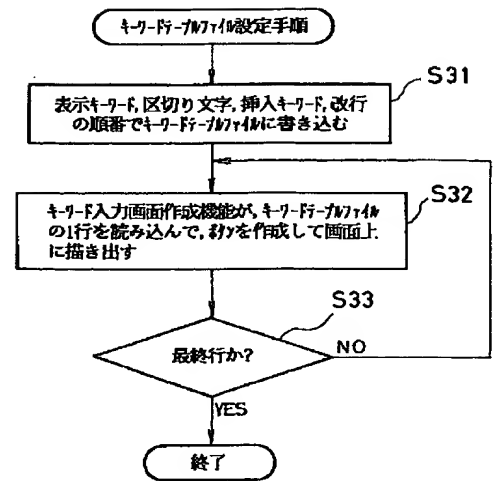 キーワードテーブルファイル設定手順
S31
表示キーワード,区切り文字,挿入キーワード,改行
の順番でキーワードテーブルファイルに書き込む
S32
キーワード入力画面作成機能が,キーワードテーブルファイル
の1行を読み込んで,ボタンを作成して画面上
に描き出す
S33
最終行か?
NO
YES
終了